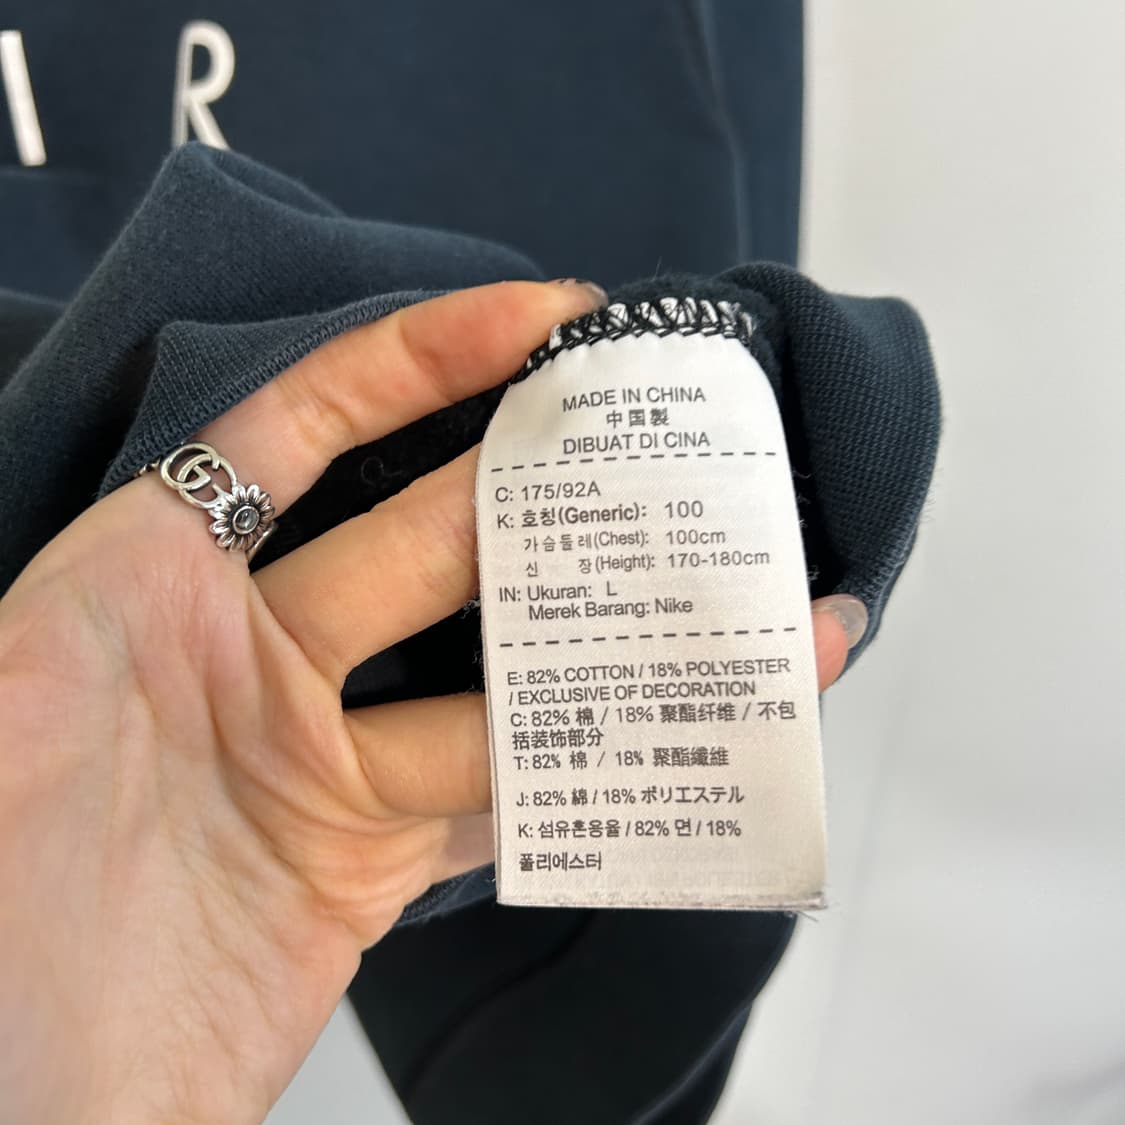 I R
MADE IN CHINA
中国製
DIBUAT DI CINA
C: 175/92A
K: 호칭(Generic): 100
가슴둘레(Chest): 100cm
신 장(Height): 170-180cm
IN: Ukuran: L
Merek Barang: Nike
E: 82% COTTON / 18% POLYESTER
/ EXCLUSIVE OF DECORATION
C: 82% 棉 / 18% 聚酯纤维 / 不包
括装饰部分
T: 82% 棉 / 18% 聚酯纖維
J: 82% 綿 / 18% ポリエステル
K: 섬유혼용율 / 82% 면 / 18%
폴리에스터